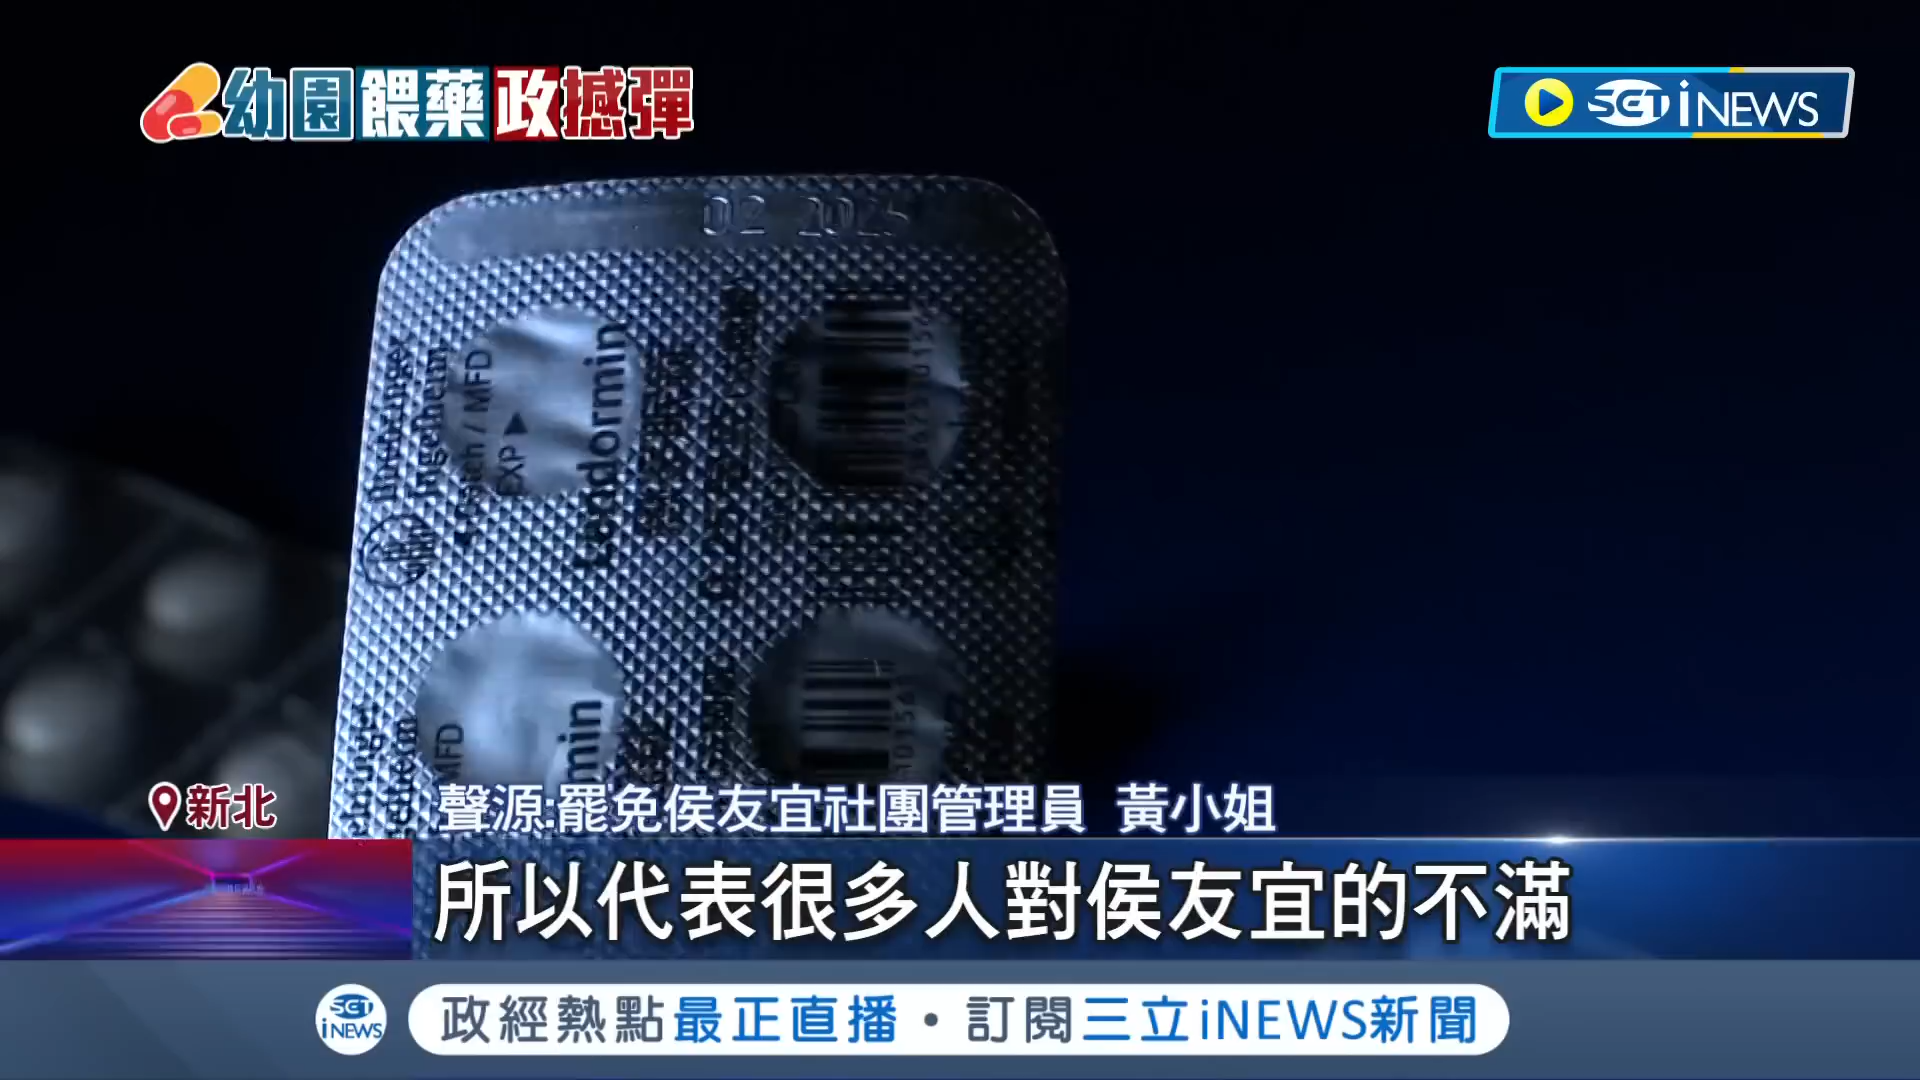 幼園餵藥政撼彈
SET iNEWS
02 2025
Lendormin
Ingelheim
Batch / MFD
EXP
MFD
min
新北
聲源:罷免侯友宜社團管理員 黃小姐
所以代表很多人對侯友宜的不滿
SET iNEWS
政經熱點最正直播・訂閱三立iNEWS新聞